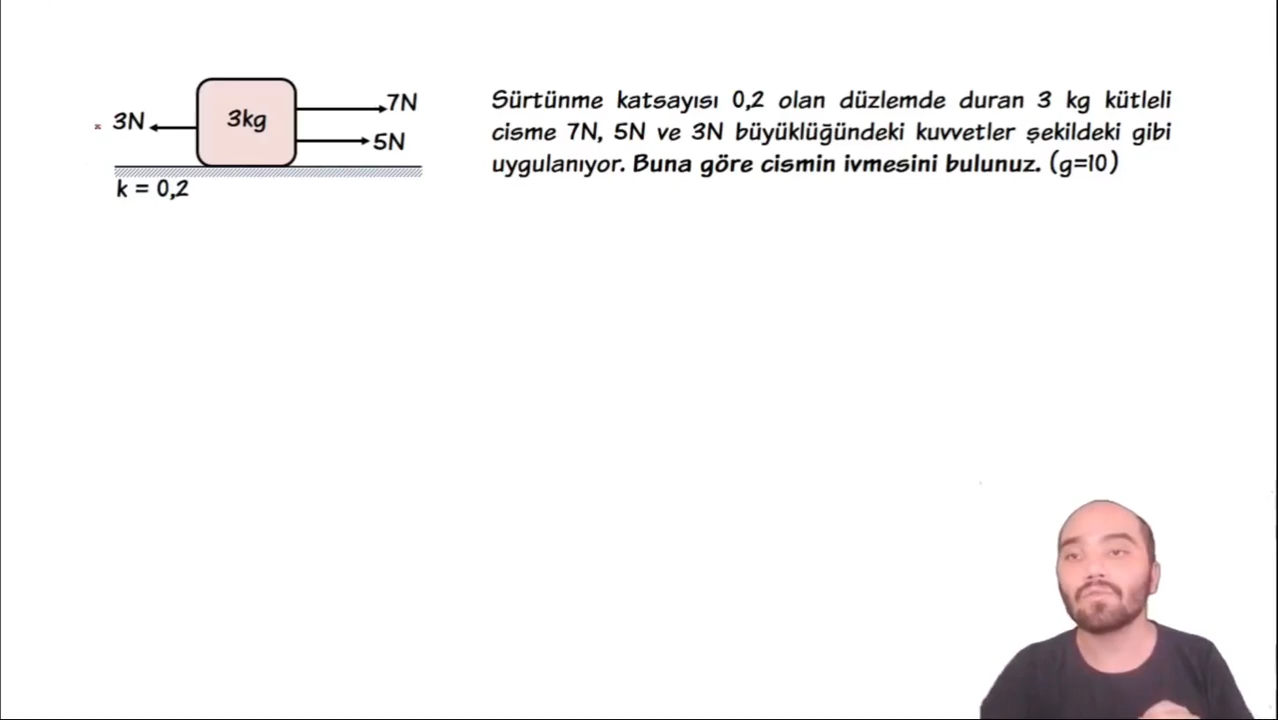 3N
3kg
7N
5N
k = 0,2
Sürtünme katsayısı 0,2 olan düzlemde duran 3 kg kütleli
cisme 7N, 5N ve 3N büyüklüğündeki kuvvetler şekildeki gibi
uygulanıyor. Buna göre cismin ivmesini bulunuz. (g=10)